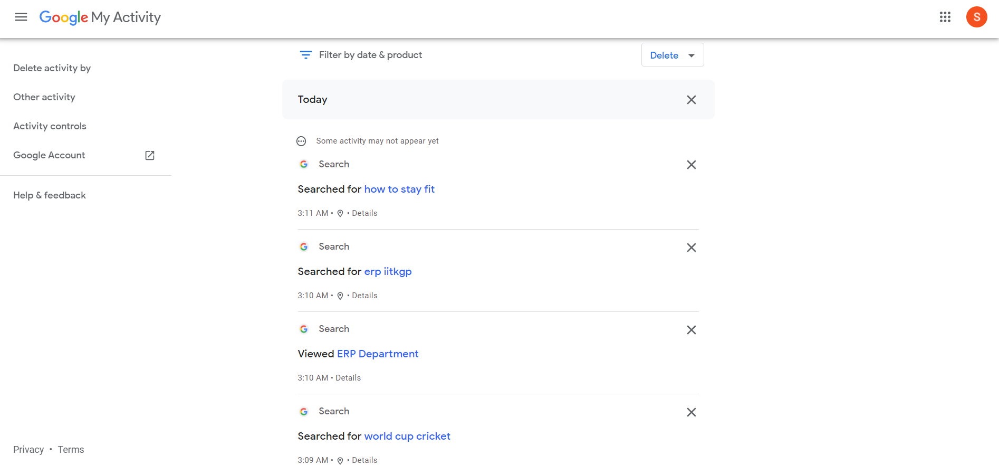 Google My Activity
S
Delete activity by
Other activity
Activity controls
Google Account
Help & feedback
Privacy • Terms
Filter by date & product
Delete
Today
Some activity may not appear yet
Search
Searched for how to stay fit
3:11 AM • • Details
Search
Searched for erp iitkgp
3:10 AM • • Details
Search
Viewed ERP Department
3:10 AM • Details
Search
Searched for world cup cricket
3:09 AM • • Details